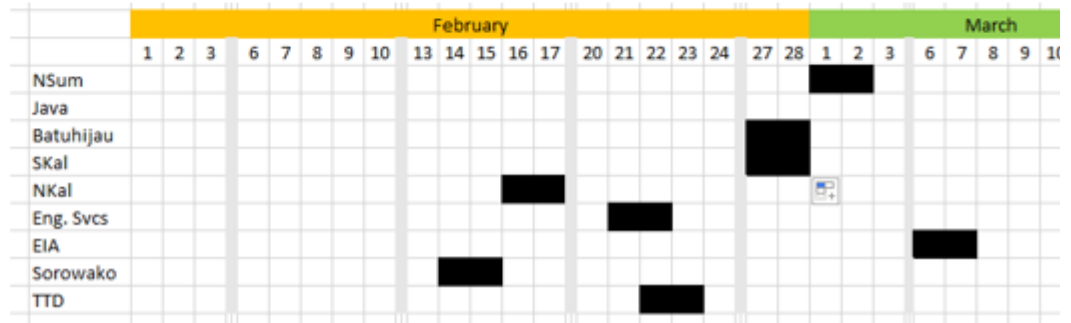 February March
1 2 3 6 7 8 9 10 13 14 15 16 17 20 21 22 23 24 27 28 1 2 3 6 7 8 9 10
NSum
Java
Batuhijau
SKal
NKal
Eng. Svcs
EIA
Sorowako
TTD